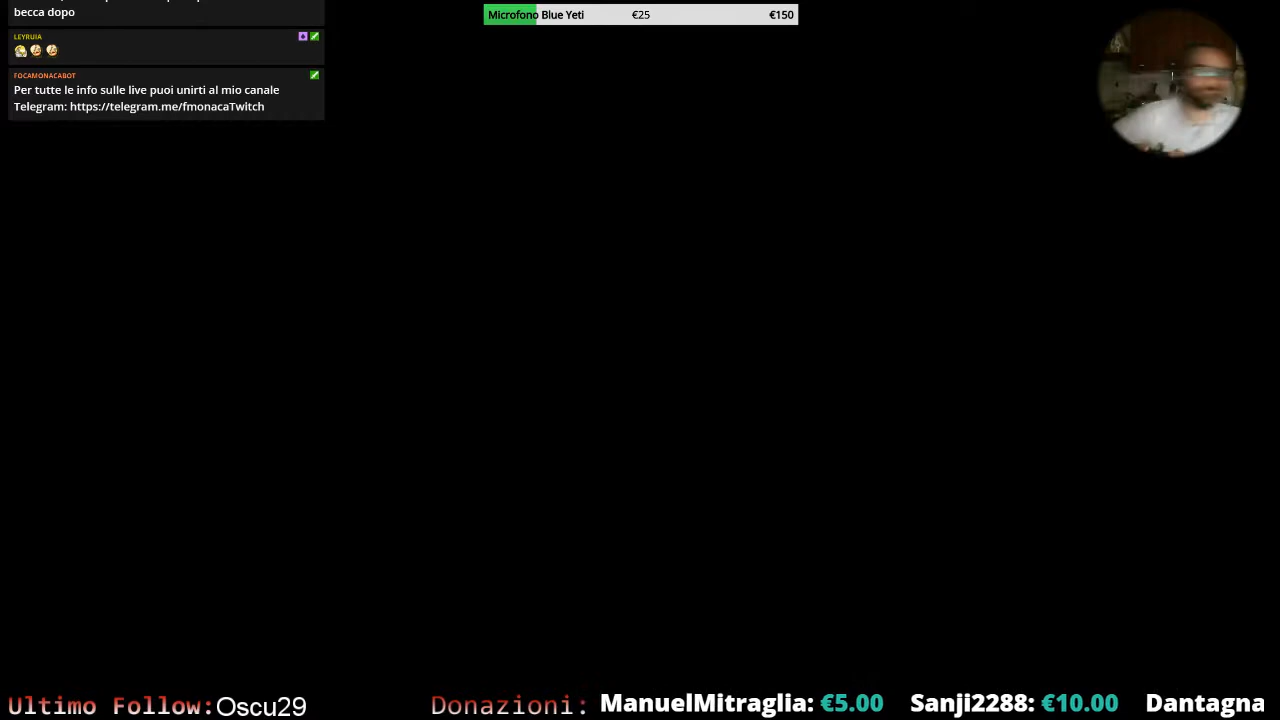 becca dopo
LEYRUIA
FOCAMONACABOT
Per tutte le info sulle live puoi unirti al mio canale
Telegram: https://telegram.me/fmonacaTwitch
Microfono Blue Yeti €25 €150
Ultimo Follow: Oscu29
Donazioni: ManuelMitraglia: €5.00 Sanji2288: €10.00 Dantagna